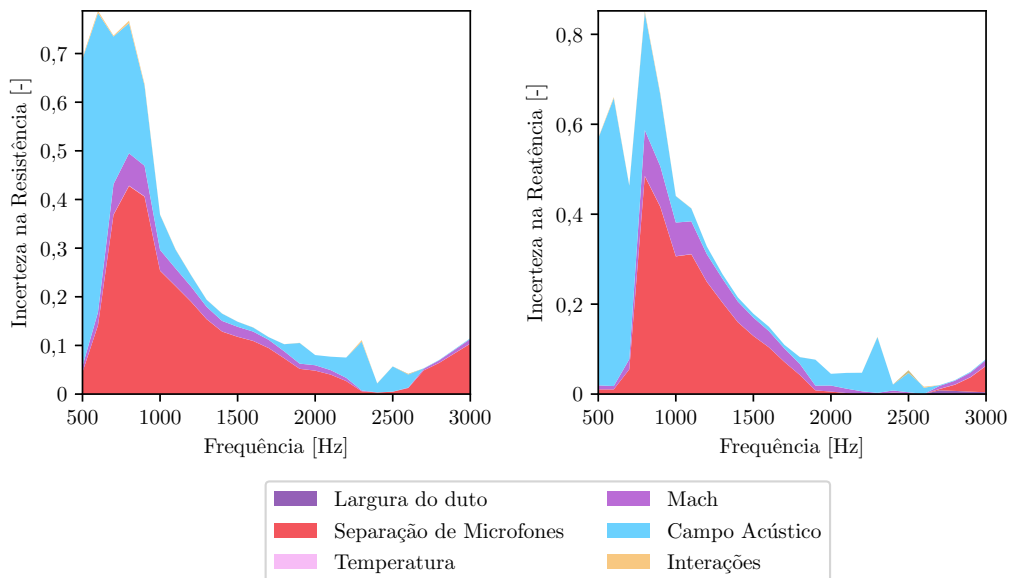 Incerteza na Resistência [-]
0,7
0,6
0,5
0,4
0,3
0,2
0,1
0
500 1000 1500 2000 2500 3000
Frequência [Hz]
Incerteza na Reatência [-]
0,8
0,6
0,4
0,2
0
500 1000 1500 2000 2500 3000
Frequência [Hz]
Largura do duto
Separação de Microfones
Temperatura
Mach
Campo Acústico
Interações